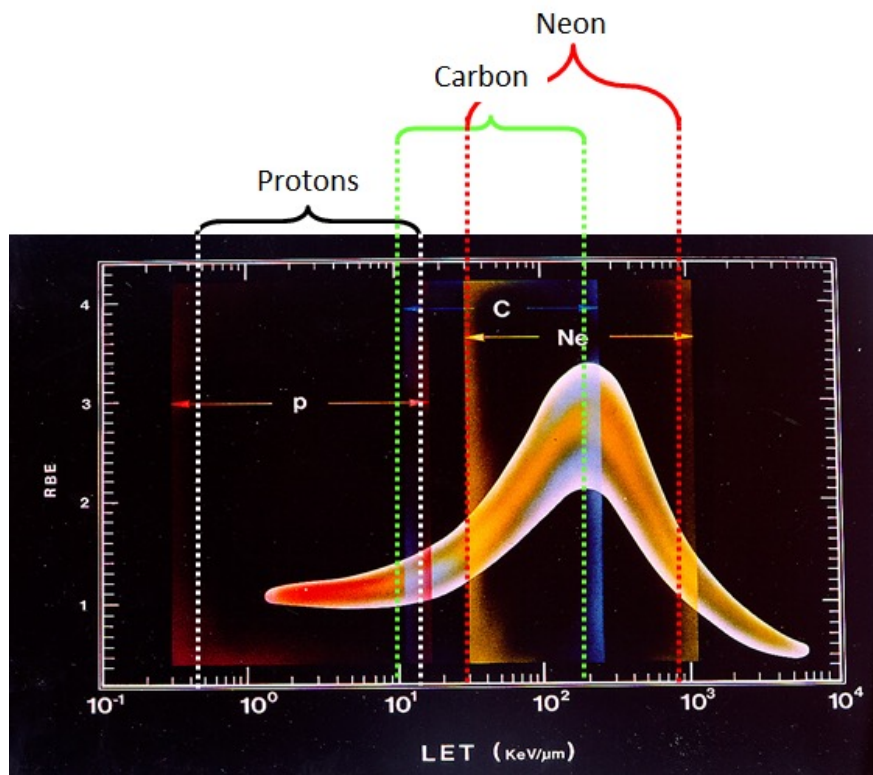 Neon
Carbon
Protons
4
C
Ne
3
p
RBE
2
1
10-1
10⁰
10¹
10²
10³
10⁴
LET (KeV/μm)